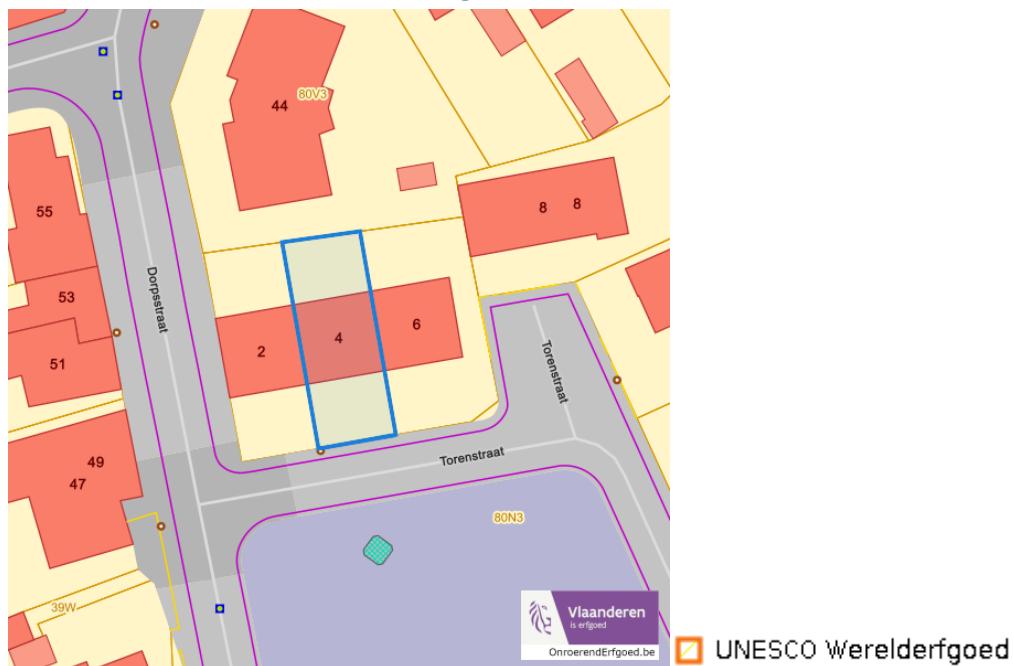 44
80V3
55
8 8
Dorpsstraat
53
6
4
2
51
Torenstraat
49
47
Torenstraat
80N3
39W
Vlaanderen
is erfgoed
OnroerendErfgoed.be
UNESCO Werelderfgoed